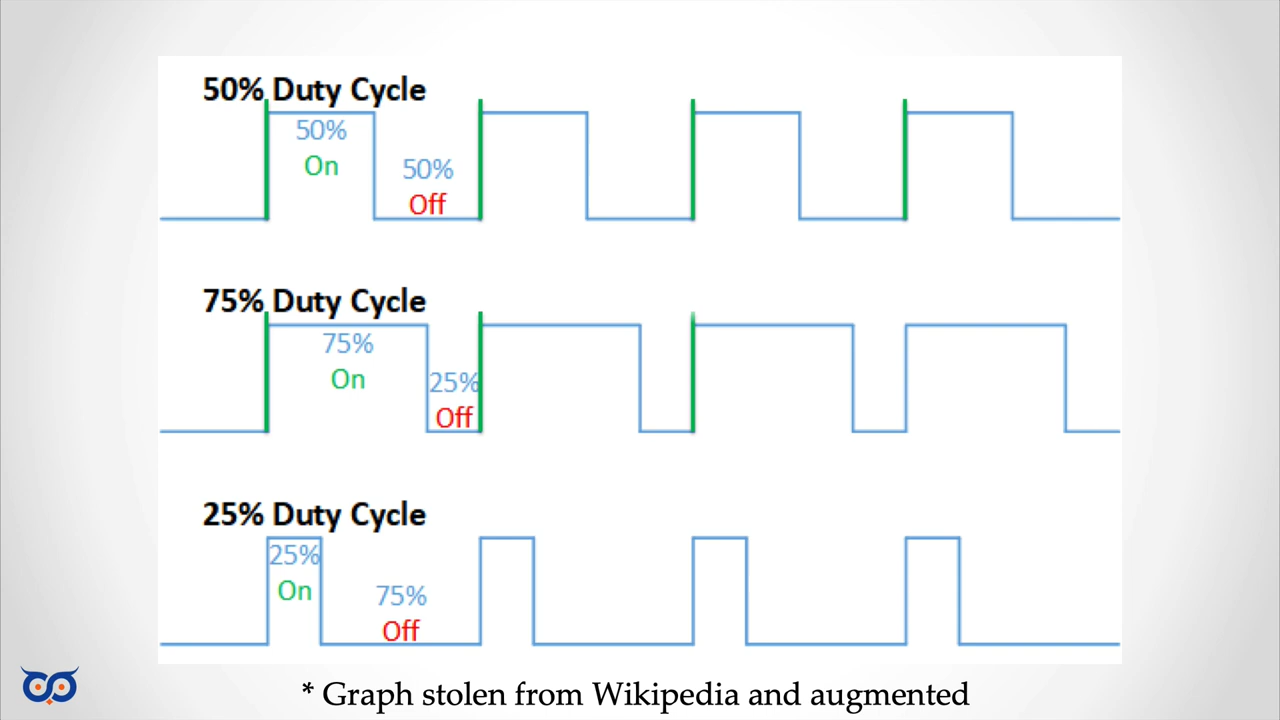 50% Duty Cycle
50%
On
50%
Off
75% Duty Cycle
75%
On
25%
Off
25% Duty Cycle
25%
On
75%
Off
* Graph stolen from Wikipedia and augmented